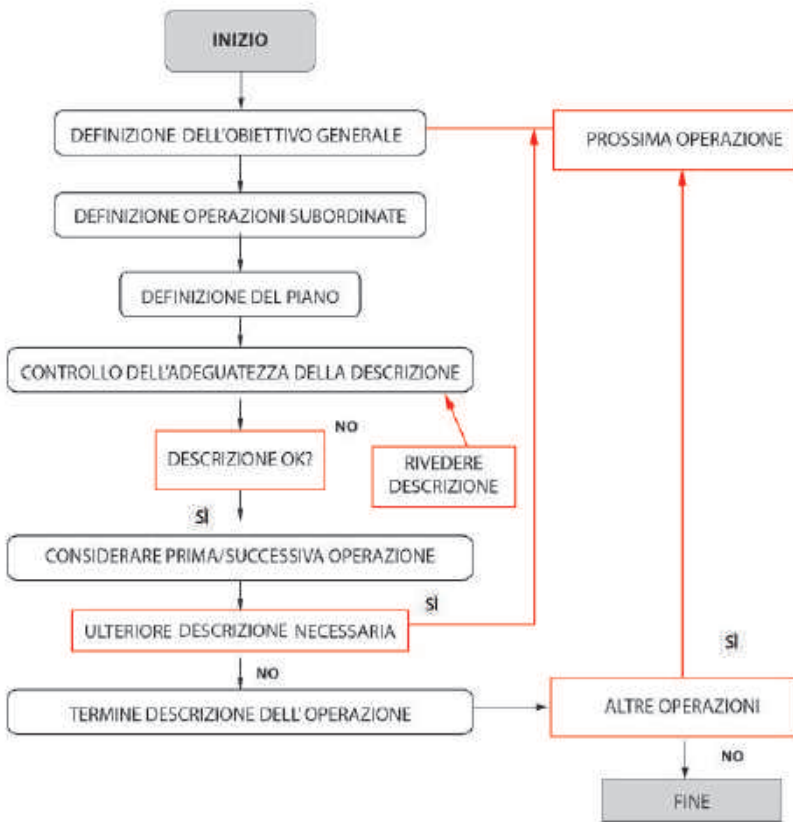 INIZIO
DEFINIZIONE DELL'OBIETTIVO GENERALE
PROSSIMA OPERAZIONE
DEFINIZIONE OPERAZIONI SUBORDINATE
DEFINIZIONE DEL PIANO
CONTROLLO DELL'ADEGUATEZZA DELLA DESCRIZIONE
NO
DESCRIZIONE OK?
RIVEDERE
DESCRIZIONE
SÌ
CONSIDERARE PRIMA/SUCCESSIVA OPERAZIONE
SÌ
ULTERIORE DESCRIZIONE NECESSARIA
SÌ
NO
TERMINE DESCRIZIONE DELL'OPERAZIONE
ALTRE OPERAZIONI
NO
FINE